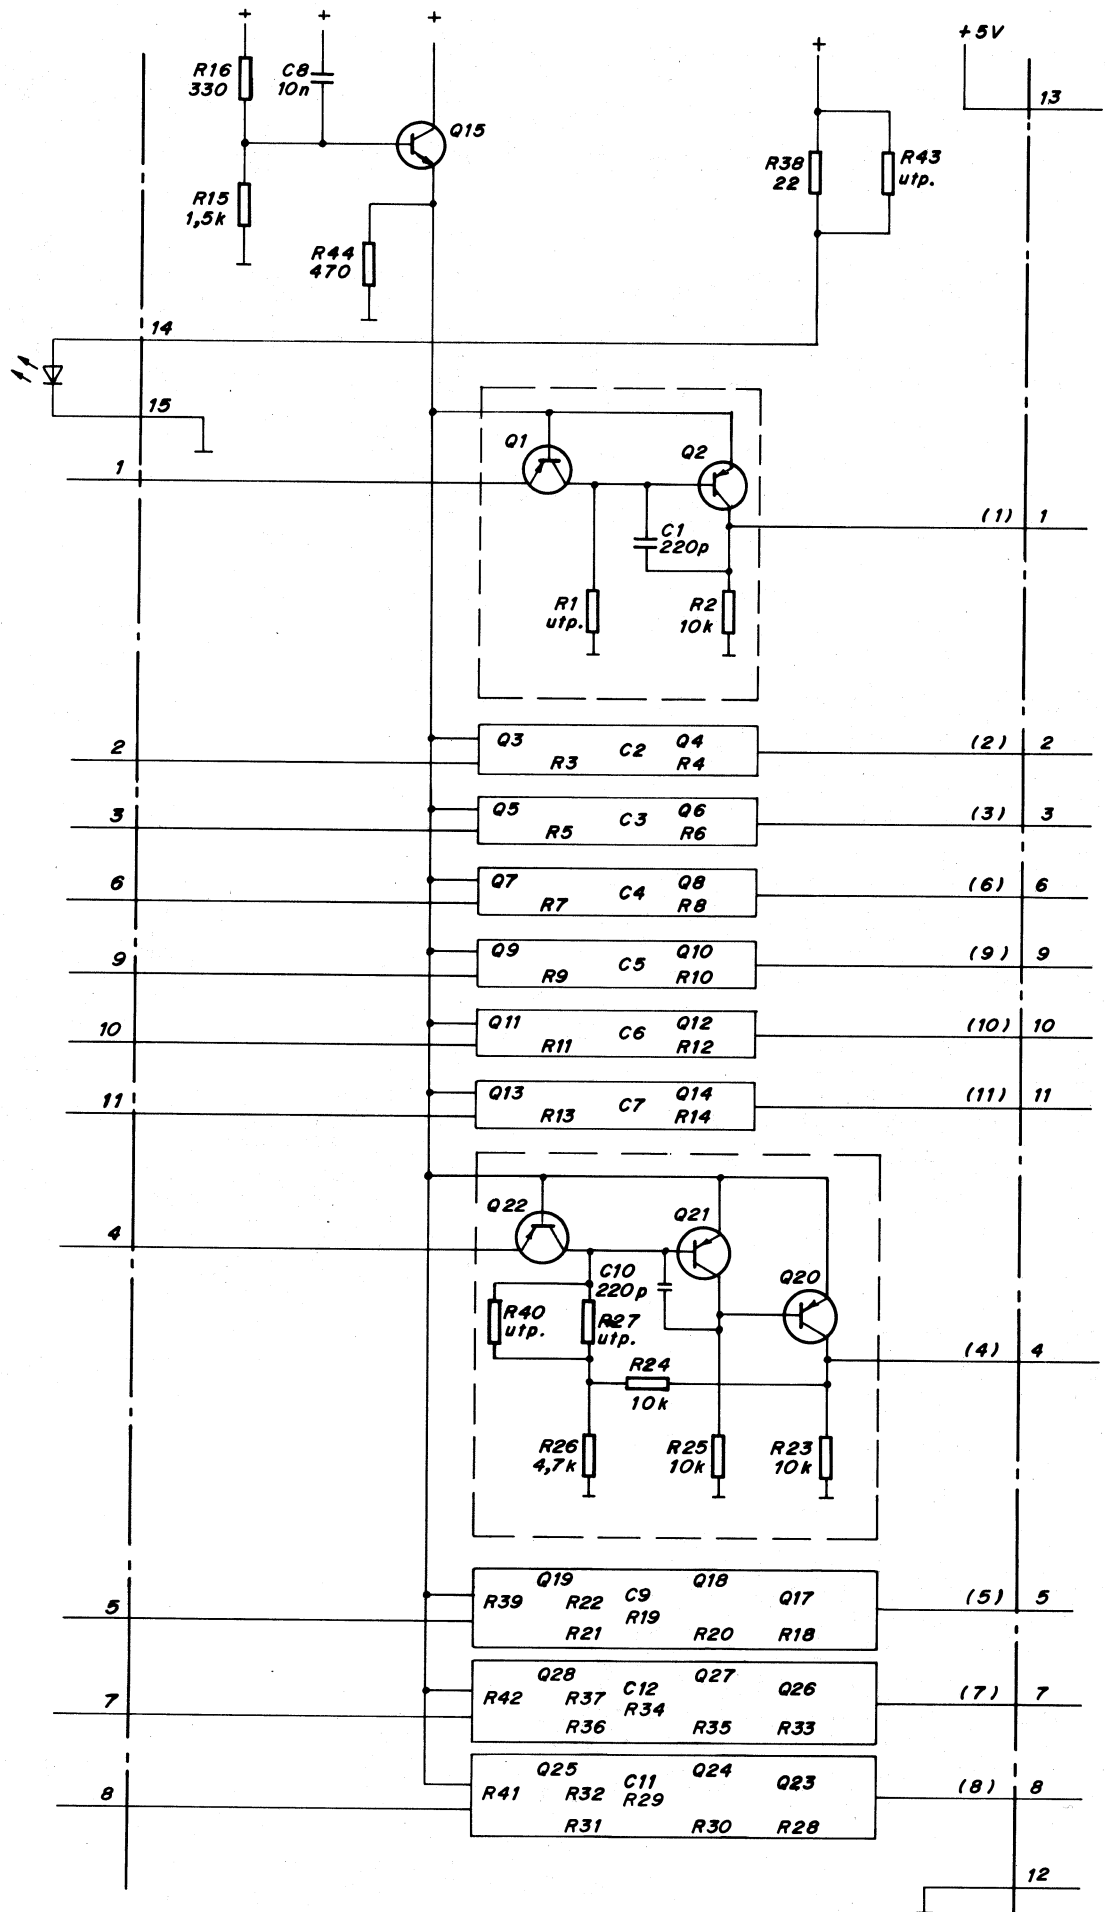 +
+
+
+
+5V
13
R16
330
C8
10n
Q15
R38
22
R43
utp.
R15
1,5k
R44
470
14
15
Q1
Q2
1
(1)
1
C1
220p
R1
utp.
R2
10k
2
Q3
R3
C2
Q4
R4
(2)
2
3
Q5
R5
C3
Q6
R6
(3)
3
6
Q7
R7
C4
Q8
R8
(6)
6
9
Q9
R9
C5
Q10
R10
(9)
9
10
Q11
R11
C6
Q12
R12
(10)
10
11
Q13
R13
C7
Q14
R14
(11)
11
Q22
Q21
4
C10
220p
Q20
R40
utp.
R27
utp.
(4)
4
R24
10k
R26
4,7k
R25
10k
R23
10k
5
Q19
R39
R22
R21
C9
R19
Q18
R20
Q17
R18
(5)
5
7
Q28
R42
R37
R36
C12
R34
Q27
R35
Q26
R33
(7)
7
8
Q25
R41
R32
R31
C11
R29
Q24
R30
Q23
R28
(8)
8
12